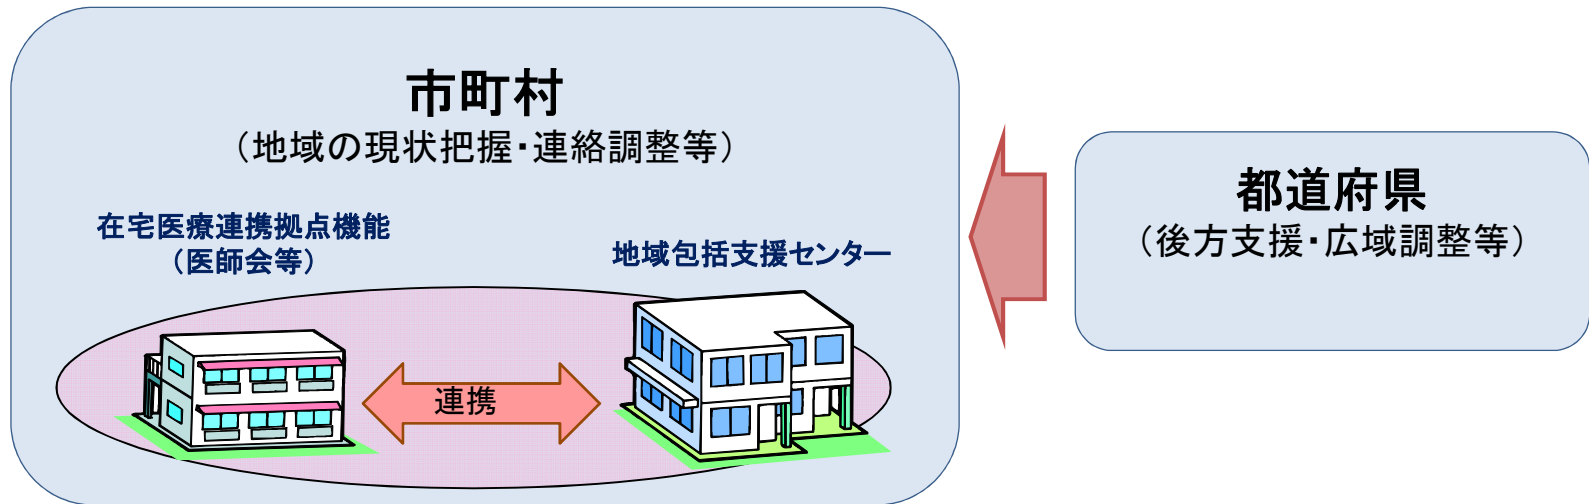 市町村
（地域の現状把握・連絡調整等）
在宅医療連携拠点機能
（医師会等）
地域包括支援センター
連携
都道府県
（後方支援・広域調整等）